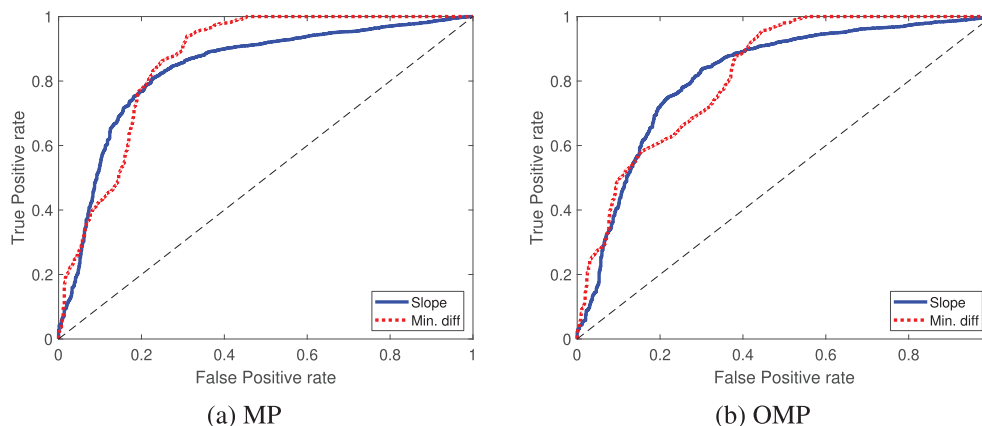 1
0.8
0.6
0.4
0.2
0
True Positive rate
0 0.2 0.4 0.6 0.8 1
False Positive rate
Slope
Min. diff
(a) MP
1
0.8
0.6
0.4
0.2
0
True Positive rate
0 0.2 0.4 0.6 0.8
False Positive rate
Slope
Min. diff
(b) OMP